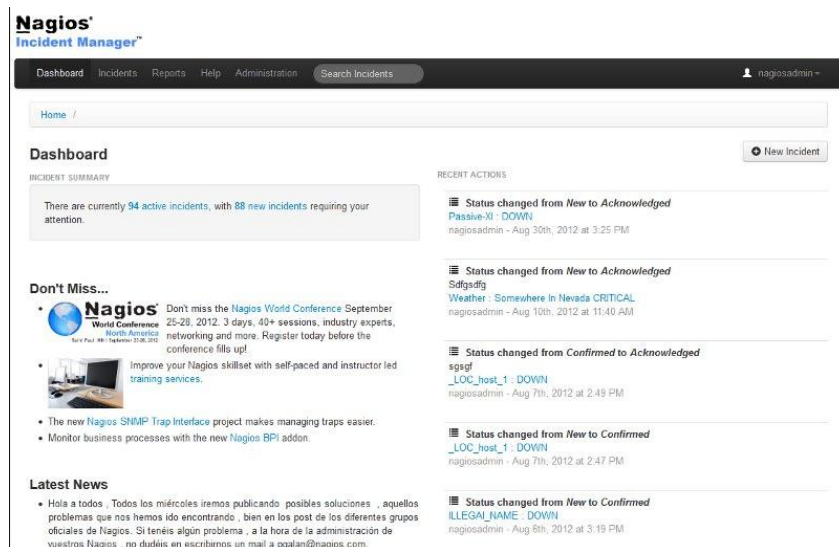 Nagios®
Incident Manager™
Dashboard Incidents Reports Help Administration Search Incidents nagiosadmin
Home /
Dashboard
New Incident
INCIDENT SUMMARY
There are currently 94 active incidents, with 88 new incidents requiring your
attention.
Don't Miss...
Nagios®
World Conference
North America
Don't miss the Nagios World Conference September
25-28, 2012. 3 days, 40+ sessions, industry experts,
networking and more. Register today before the
conference fills up!
Improve your Nagios skillset with self-paced and instructor led
training services.
The new Nagios SNMP Trap Interface project makes managing traps easier.
Monitor business processes with the new Nagios BPI addon.
Latest News
Hola a todos , Todos los miércoles iremos publicando posibles soluciones , aquellos
problemas que nos hemos ido encontrando , bien en los post de los diferentes grupos
oficiales de Nagios. Si tenéis algún problema , a la hora de la administración de
vuestros Nagios , no dudéis en escribirnos un mail a pgalan@nagios.com.
RECENT ACTIONS
Status changed from New to Acknowledged
Passive-XI : DOWN
nagiosadmin - Aug 30th, 2012 at 3:25 PM
Status changed from New to Acknowledged
Sdfgsdfg
Weather : Somewhere In Nevada CRITICAL
nagiosadmin - Aug 10th, 2012 at 11:40 AM
Status changed from Confirmed to Acknowledged
sgsgf
_LOC_host_1 : DOWN
nagiosadmin - Aug 7th, 2012 at 2:49 PM
Status changed from New to Confirmed
_LOC_host_1 : DOWN
nagiosadmin - Aug 7th, 2012 at 2:47 PM
Status changed from New to Confirmed
ILLEGAL_NAME : DOWN
nagiosadmin - Aug 6th, 2012 at 3:19 PM